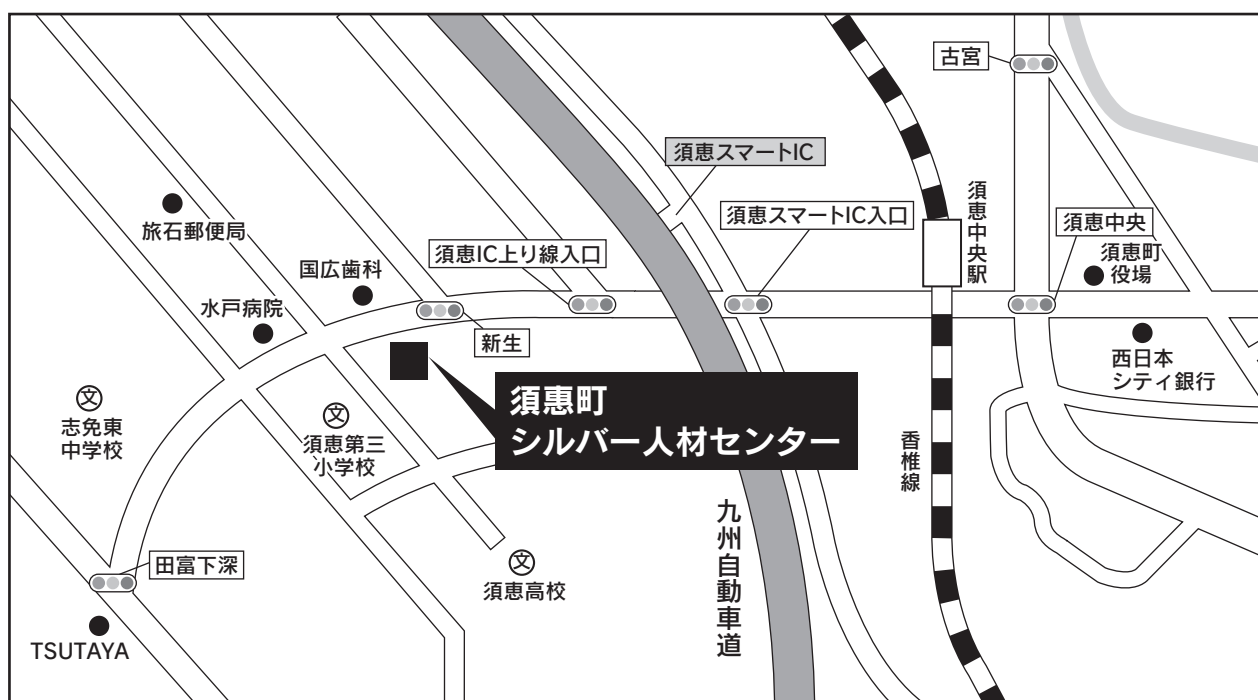 古宮
須恵スマートIC
須恵中央駅
須恵スマートIC入口
須恵中央
須恵町
役場
旅石郵便局
須恵IC上り線入口
国広歯科
水戸病院
新生
西日本
シティ銀行
須惠町
シルバー人材センター
志免東
中学校
文
文
須恵第三
小学校
香椎線
九州自動車道
田富下深
文
須恵高校
TSUTAYA